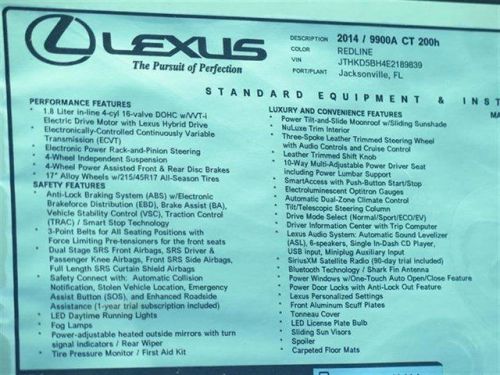 LEXUS
The Pursuit of Perfection
DESCRIPTION 2014 / 9900A CT 200h
COLOR REDLINE
VIN JTHKD5BH4E2189839
PORT/PLANT Jacksonville, FL
STANDARD EQUIPMENT & INST
MA
PERFORMANCE FEATURES
* 1.8 Liter in-line 4-cyl 16-valve DOHC w/VVT-i
Electric Drive Motor with Lexus Hybrid Drive
* Electronically-Controlled Continuously Variable
Transmission (ECVT)
* Electronic Power Rack-and-Pinion Steering
* 4-Wheel Independent Suspension
* 4-Wheel Power Assisted Front & Rear Disc Brakes
* 17" Alloy Wheels w/215/45R17 All-Season Tires
SAFETY FEATURES
* Anti-Lock Braking System (ABS) w/Electronic
Brakeforce Distribution (EBD), Brake Assist (BA),
Vehicle Stability Control (VSC), Traction Control
(TRAC) / Smart Stop Technology
* 3-Point Belts for All Seating Positions with
Force Limiting Pre-tensioners for the front seats
* Dual Stage SRS Front Airbags, SRS Driver &
Passenger Knee Airbags, SRS Front Side Airbags,
Full Length SRS Curtain Shield Airbags
* Safety Connect with: Automatic Collision
Notification, Stolen Vehicle Location, Emergency
Assist Button (SOS), and Enhanced Roadside
Assistance (1-year trial subscription included)
* LED Daytime Running Lights
* Fog Lamps
* Power-adjustable heated outside mirrors with turn
signal indicators / Rear Wiper
* Tire Pressure Monitor / First Aid Kit
LUXURY AND CONVENIENCE FEATURES
* Power Tilt-and-Slide Moonroof w/Sliding Sunshade
* NuLuxe Trim Interior
* Three-Spoke Leather Trimmed Steering Wheel
with Audio Controls and Cruise Control
* Leather Trimmed Shift Knob
* 10-Way Multi-Adjustable Power Driver Seat
including Power Lumbar Support
* SmartAccess with Push-Button Start/Stop
* Electroluminescent Optitron Gauges
* Automatic Dual-Zone Climate Control
* Tilt/Telescopic Steering Column
* Drive Mode Select (Normal/Sport/ECO/EV)
* Driver Information Center with Trip Computer
* Lexus Audio System: Automatic Sound Levelizer
(ASL), 6-speakers, Single In-Dash CD Player,
USB input, Miniplug Auxiliary Input
* SiriusXM Satellite Radio (90-day trial included)
* Bluetooth Technology / Shark Fin Antenna
* Power Windows w/One-Touch Auto Open/Close Feature
* Power Door Locks with Anti-Lock Out Feature
* Lexus Personalized Settings
* Front Aluminum Scuff Plates
* Tonneau Cover
* LED License Plate Bulb
* Sliding Sun Visors
* Spoiler
* Carpeted Floor Mats